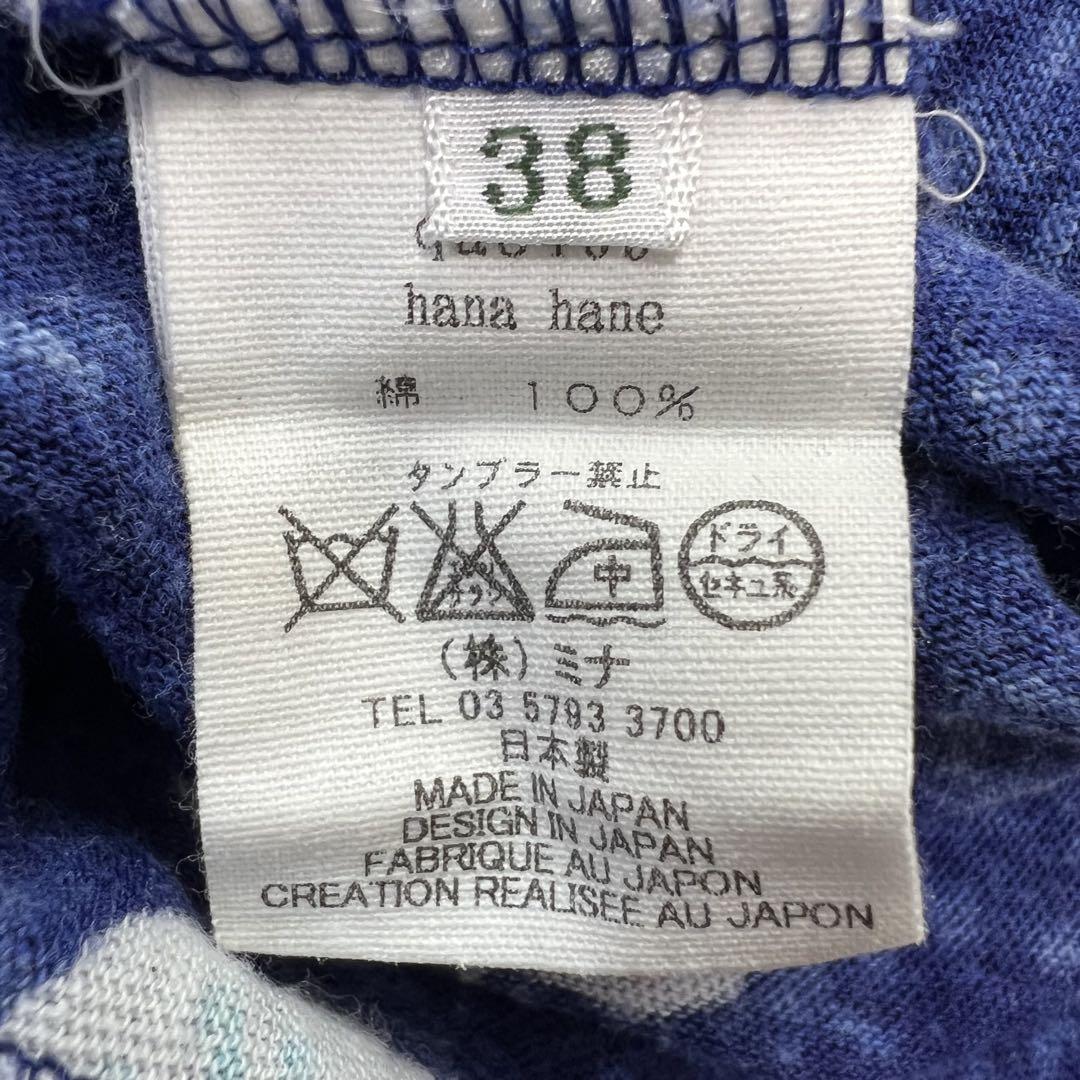 38
hana hane
綿 100%
タンブラー禁止
中
ドライ
セキユ系
(株)ミナ
TEL 03 5793 3700
日本製
MADE IN JAPAN
DESIGN IN JAPAN
FABRIQUE AU JAPON
CREATION REALISEE AU JAPON